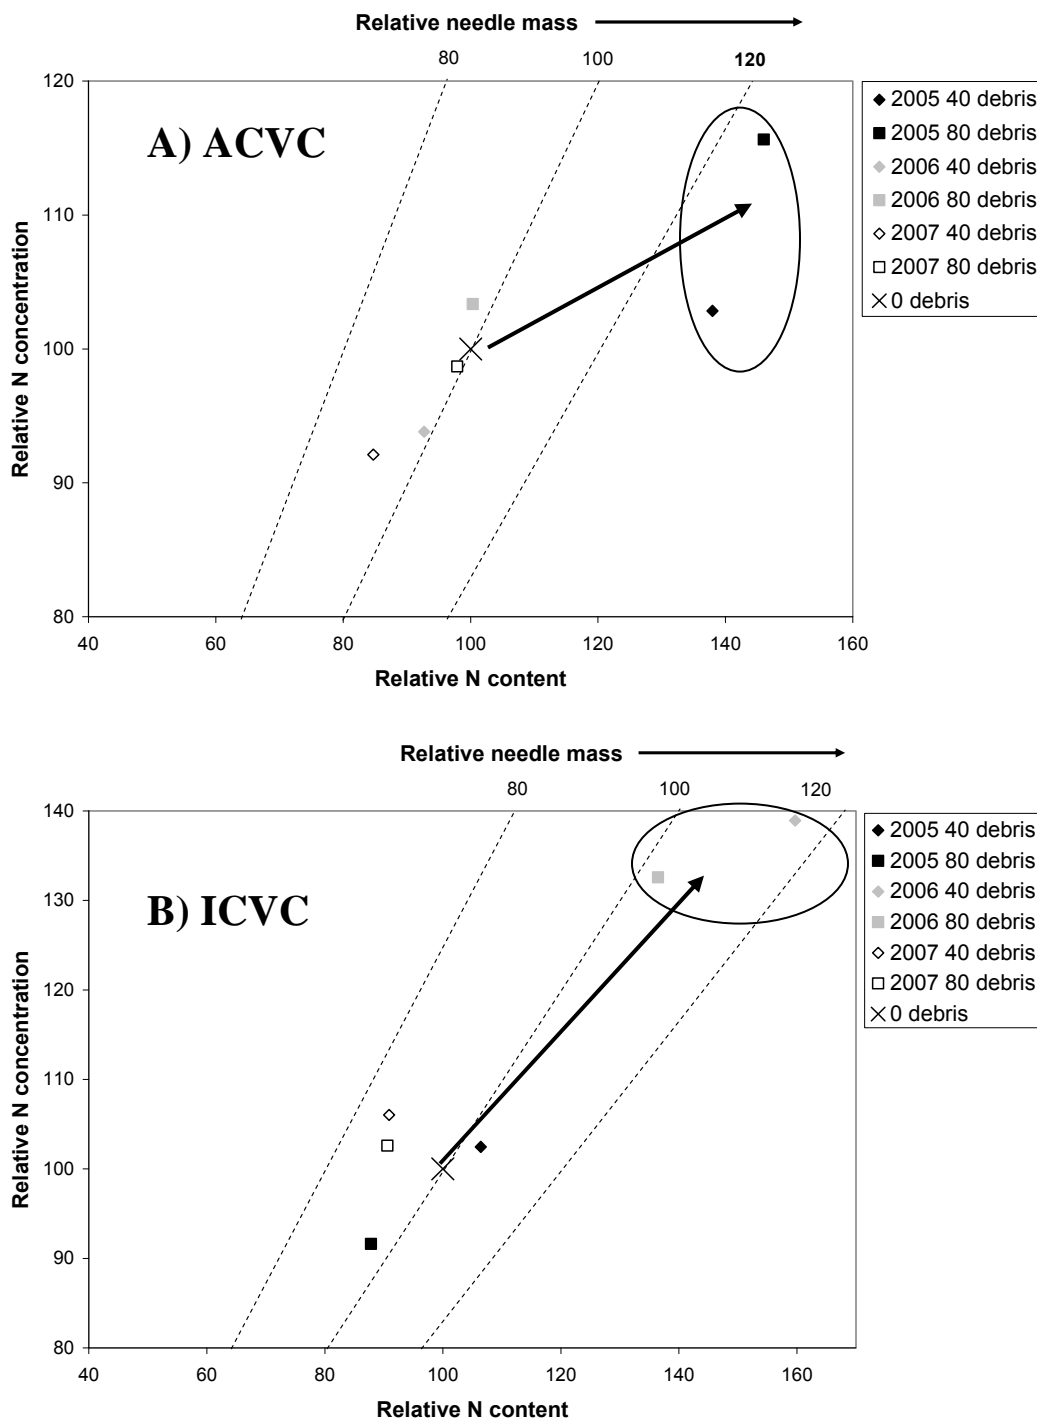 Relative needle mass
80 100 120
120
A) ACVC
110
100
90
80
Relative N concentration
40 60 80 100 120 140 160
Relative N content
2005 40 debris
2005 80 debris
2006 40 debris
2006 80 debris
2007 40 debris
2007 80 debris
0 debris
Relative needle mass
80 100 120
140
130
B) ICVC
120
110
100
90
80
Relative N concentration
40 60 80 100 120 140 160
Relative N content
2005 40 debris
2005 80 debris
2006 40 debris
2006 80 debris
2007 40 debris
2007 80 debris
0 debris